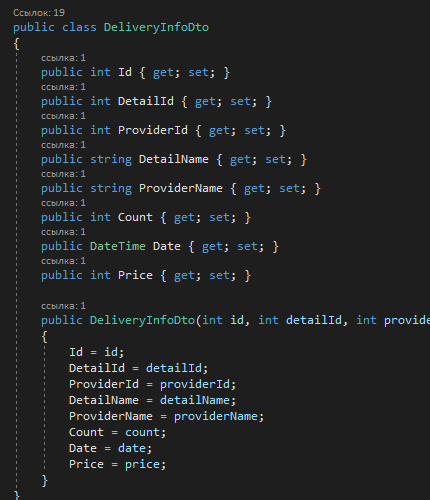 Ссылок: 19
public class DeliveryInfoDto
{
ссылка: 1
public int Id { get; set; }
ссылка: 1
public int DetailId { get; set; }
ссылка: 1
public int ProviderId { get; set; }
ссылка: 1
public string DetailName { get; set; }
ссылка: 1
public string ProviderName { get; set; }
ссылка: 1
public int Count { get; set; }
ссылка: 1
public DateTime Date { get; set; }
ссылка: 1
public int Price { get; set; }
ссылка: 1
public DeliveryInfoDto(int id, int detailId, int provide
{
Id = id;
DetailId = detailId;
ProviderId = providerId;
DetailName = detailName;
ProviderName = providerName;
Count = count;
Date = date;
Price = price;
}
}